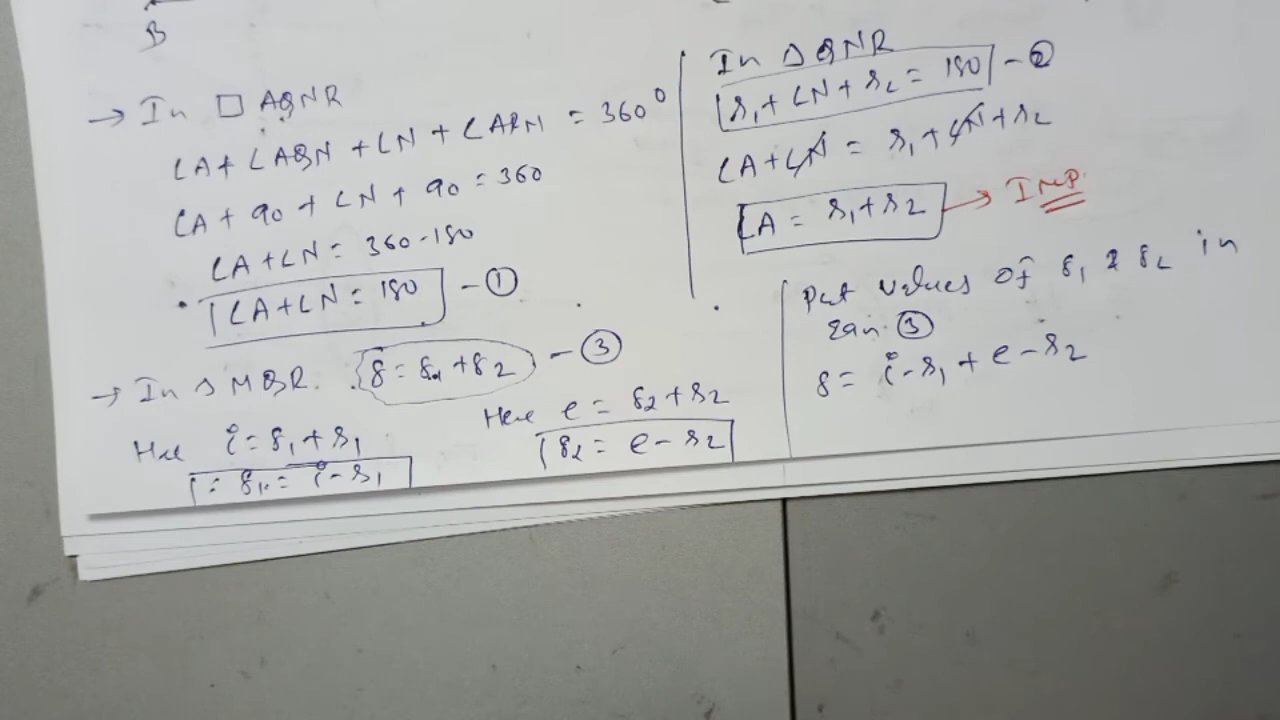 B
→ In □ AQNR
∠A + ∠AQN + ∠N + ∠ARN = 360°
∠A + 90 + ∠N + 90 = 360
∠A + ∠N = 360 - 180
∠A + ∠N = 180 - ①
→ In Δ MQR. δ = δ1 + δ2 - ③
Here i = δ1 + r1
∴ δ1 = i - r1
Here e = δ2 + r2
δ2 = e - r2
In Δ QNR
r1 + ∠N + r2 = 180 - ②
∠A + ∠N = r1 + ∠N + r2
∠A = r1 + r2 → IMP.
Put values of δ1 & δ2 in
Eqn. ③
δ = i - r1 + e - r2